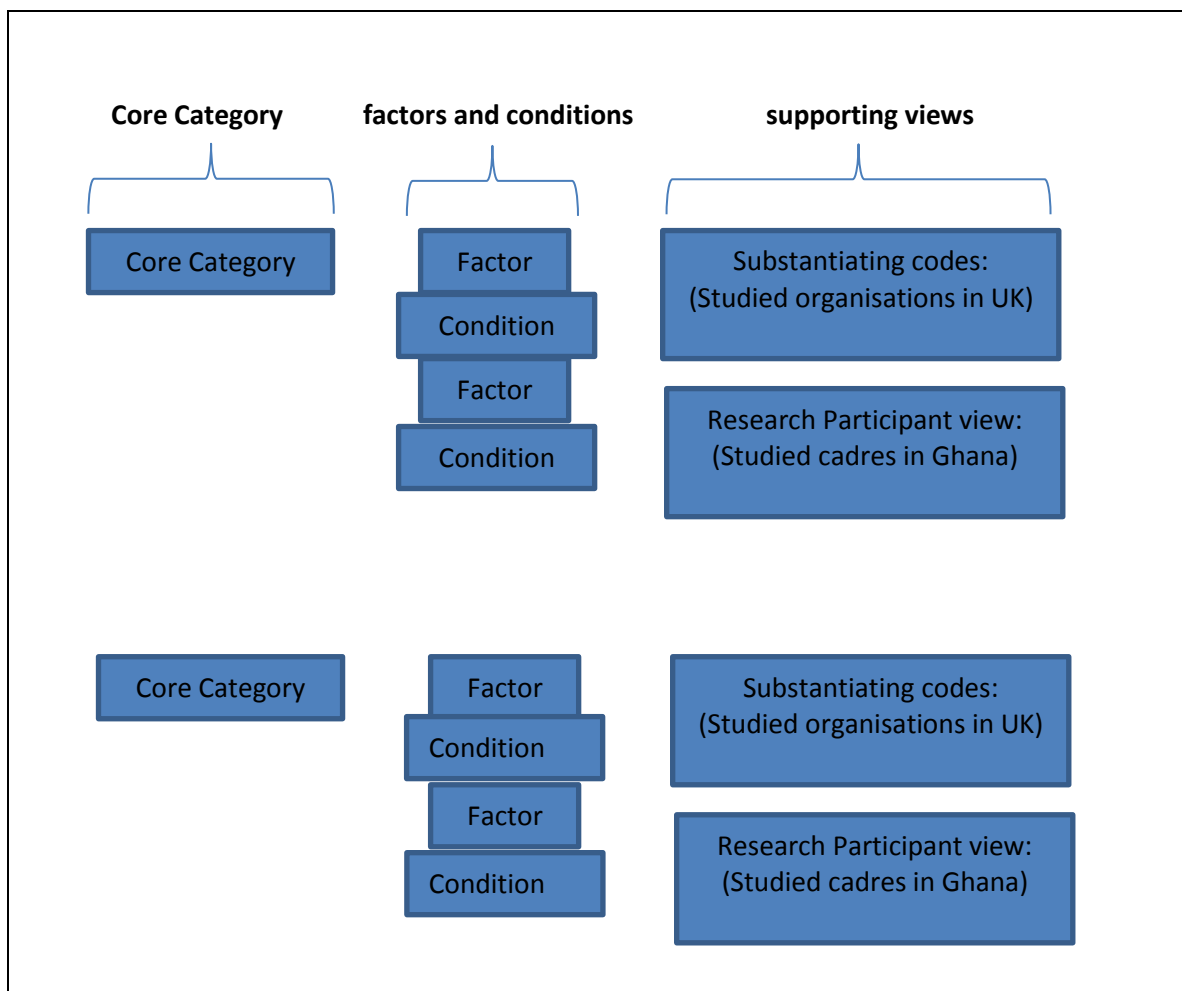 Core Category
factors and conditions
supporting views
Core Category
Factor
Condition
Factor
Condition
Substantiating codes:
(Studied organisations in UK)
Research Participant view:
(Studied cadres in Ghana)
Core Category
Factor
Condition
Factor
Condition
Substantiating codes:
(Studied organisations in UK)
Research Participant view:
(Studied cadres in Ghana)